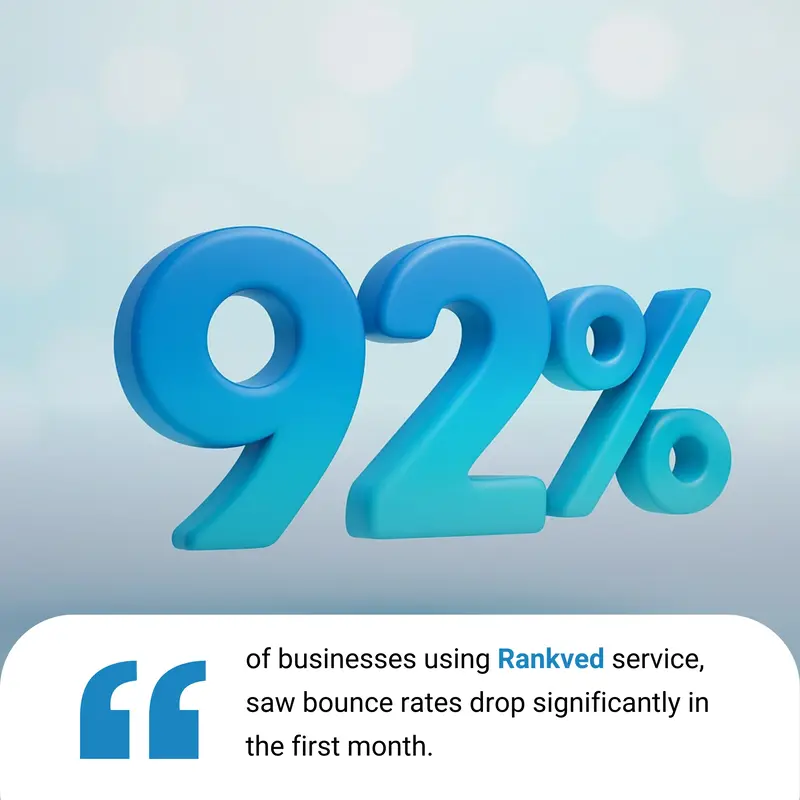 92%
of businesses using Rankved service,
saw bounce rates drop significantly in
the first month.